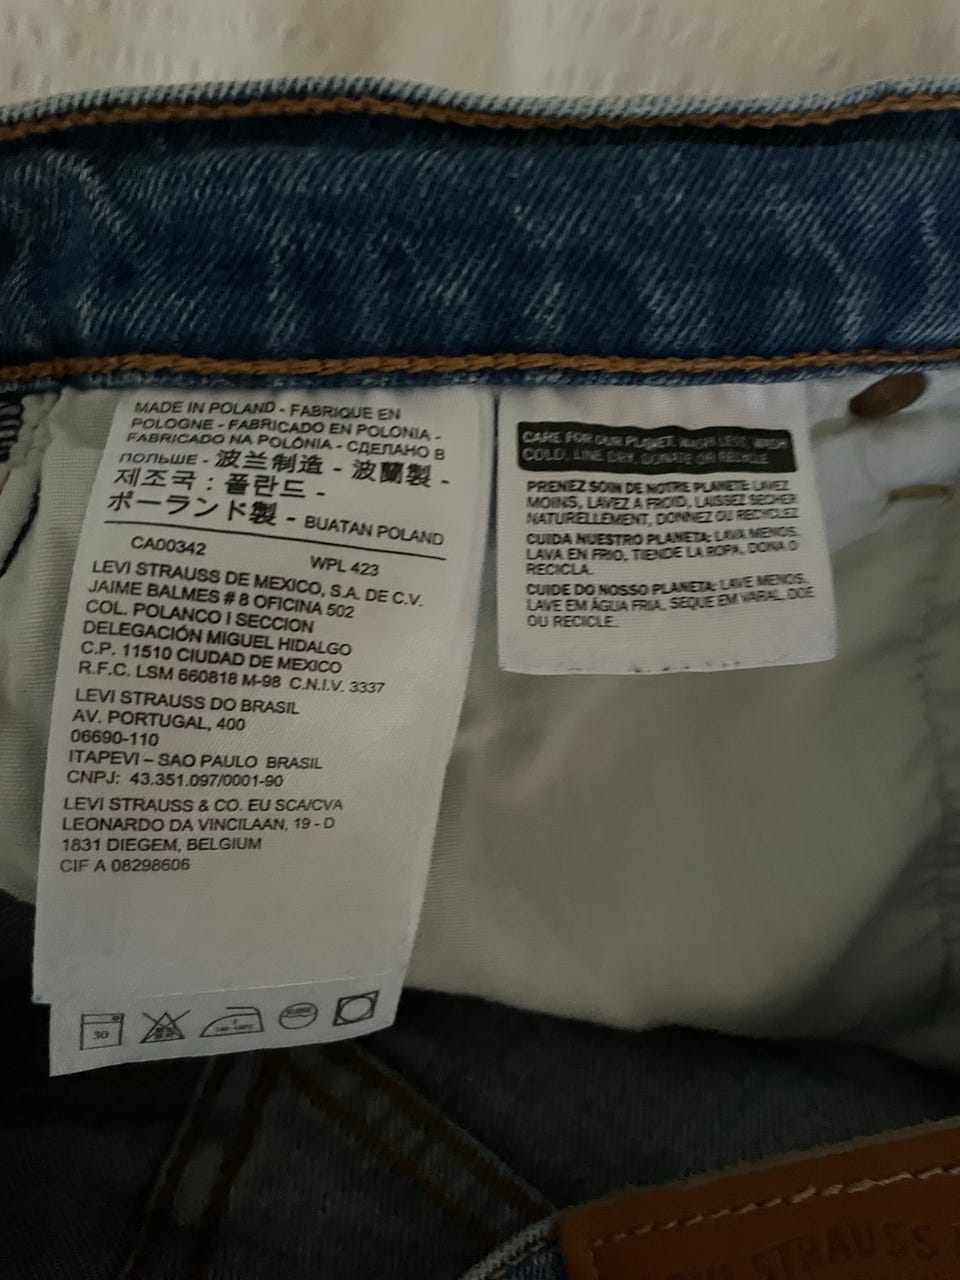 MADE IN POLAND - FABRIQUE EN
POLOGNE - FABRICADO EN POLONIA -
FABRICADO NA POLÓNIA - СДЕЛАНО В
ПОЛЬШЕ - 波兰制造 - 波蘭製 -
제조국 : 폴란드 -
ポーランド製 - BUATAN POLAND
CA00342 WPL 423
LEVI STRAUSS DE MEXICO, S.A. DE C.V.
JAIME BALMES # 8 OFICINA 502
COL. POLANCO I SECCION
DELEGACIÓN MIGUEL HIDALGO
C.P. 11510 CIUDAD DE MEXICO
R.F.C. LSM 660818 M-98 C.N.I.V. 3337
LEVI STRAUSS DO BRASIL
AV. PORTUGAL, 400
06690-110
ITAPEVI – SAO PAULO BRASIL
CNPJ: 43.351.097/0001-90
LEVI STRAUSS & CO. EU SCA/CVA
LEONARDO DA VINCILAAN, 19 - D
1831 DIEGEM, BELGIUM
CIF A 08298606
30
CARE FOR OUR PLANET. WASH LESS, WASH
COLD, LINE DRY, DONATE OR RECYCLE
PRENEZ SOIN DE NOTRE PLANETE: LAVEZ
MOINS, LAVEZ A FROID, LAISSEZ SECHER
NATURELLEMENT, DONNEZ OU RECYCLEZ
CUIDA NUESTRO PLANETA: LAVA MENOS,
LAVA EN FRIO, TIENDE LA ROPA, DONA O
RECICLA.
CUIDE DO NOSSO PLANETA: LAVE MENOS,
LAVE EM ÁGUA FRIA, SEQUE EM VARAL, DOE
OU RECICLE.
STRAUSS